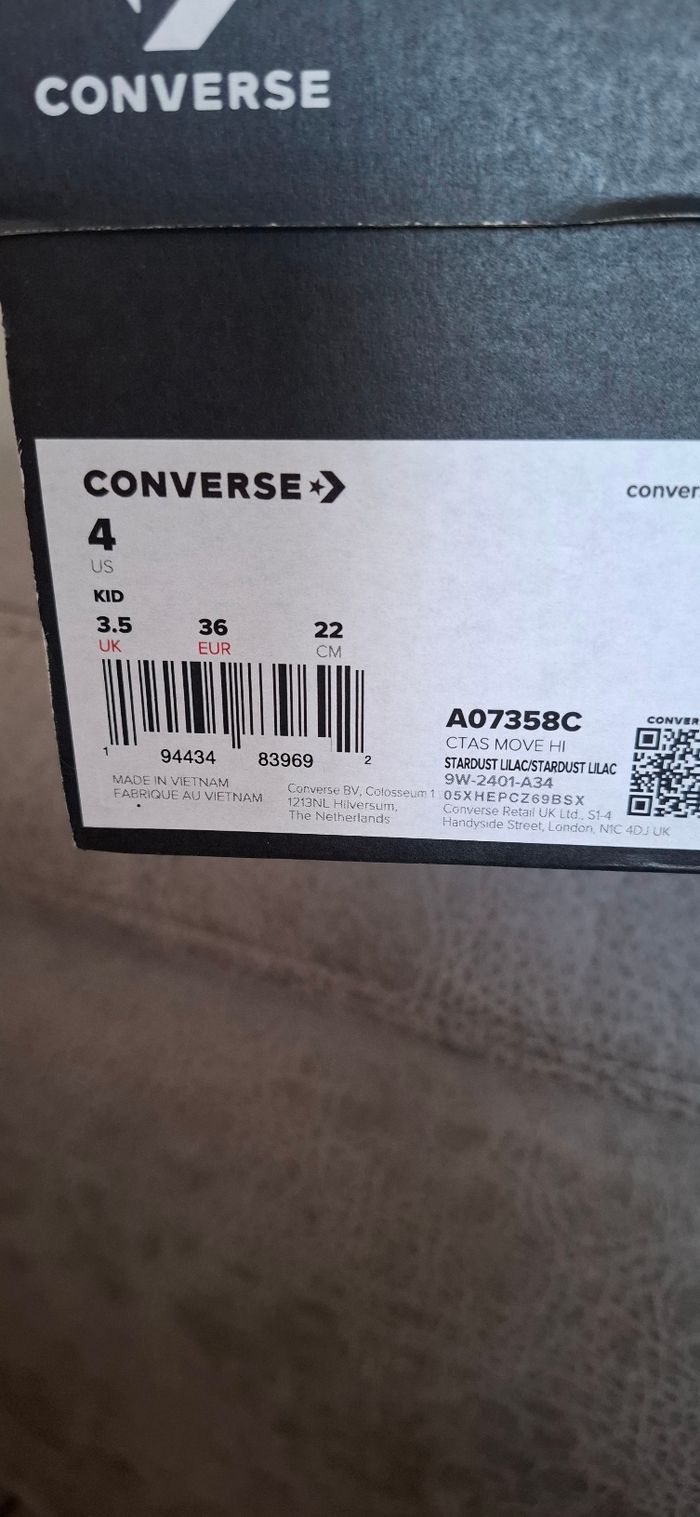 CONVERSE
CONVERSE
conver
4
US
KID
3.5 36 22
UK EUR CM
1 94434 83969 2
MADE IN VIETNAM
FABRIQUE AU VIETNAM
Converse BV, Colosseum 1
1213NL Hilversum,
The Netherlands
A07358C
CTAS MOVE HI
STARDUST LILAC/STARDUST LILAC
9W-2401-A34
05XHEPCZ69BSX
Converse Retail UK Ltd., S1-4
Handyside Street, London, N1C 4DJ UK
CONVER